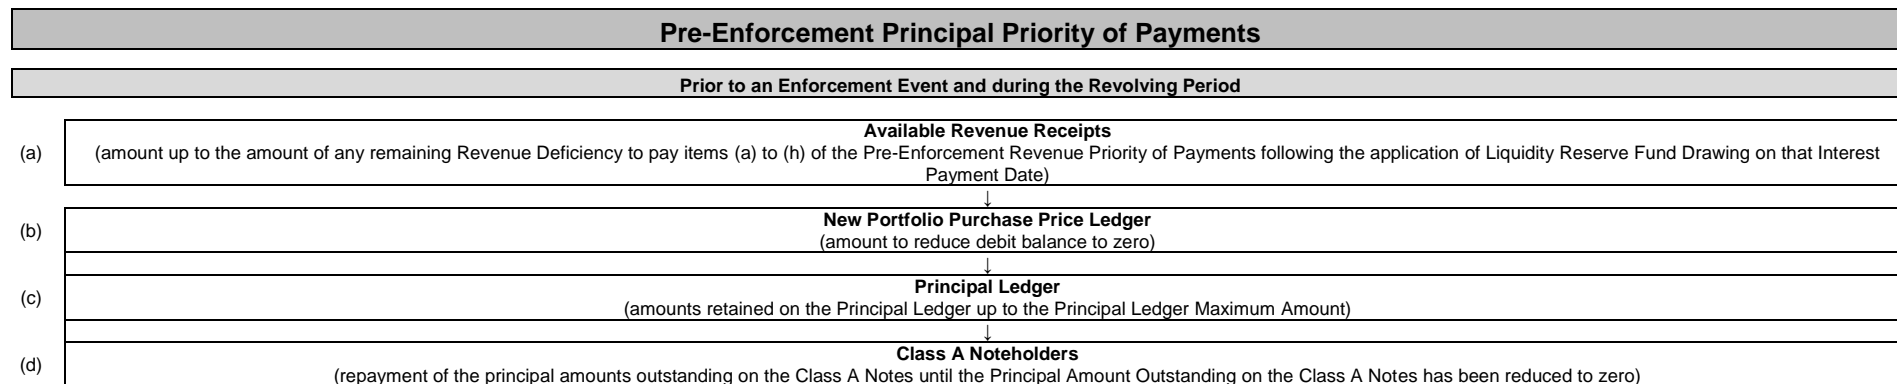 Pre-Enforcement Principal Priority of Payments
Prior to an Enforcement Event and during the Revolving Period
(a)
Available Revenue Receipts
(amount up to the amount of any remaining Revenue Deficiency to pay items (a) to (h) of the Pre-Enforcement Revenue Priority of Payments following the application of Liquidity Reserve Fund Drawing on that Interest
Payment Date)
↓
(b)
New Portfolio Purchase Price Ledger
(amount to reduce debit balance to zero)
↓
(c)
Principal Ledger
(amounts retained on the Principal Ledger up to the Principal Ledger Maximum Amount)
↓
(d)
Class A Noteholders
(repayment of the principal amounts outstanding on the Class A Notes until the Principal Amount Outstanding on the Class A Notes has been reduced to zero)